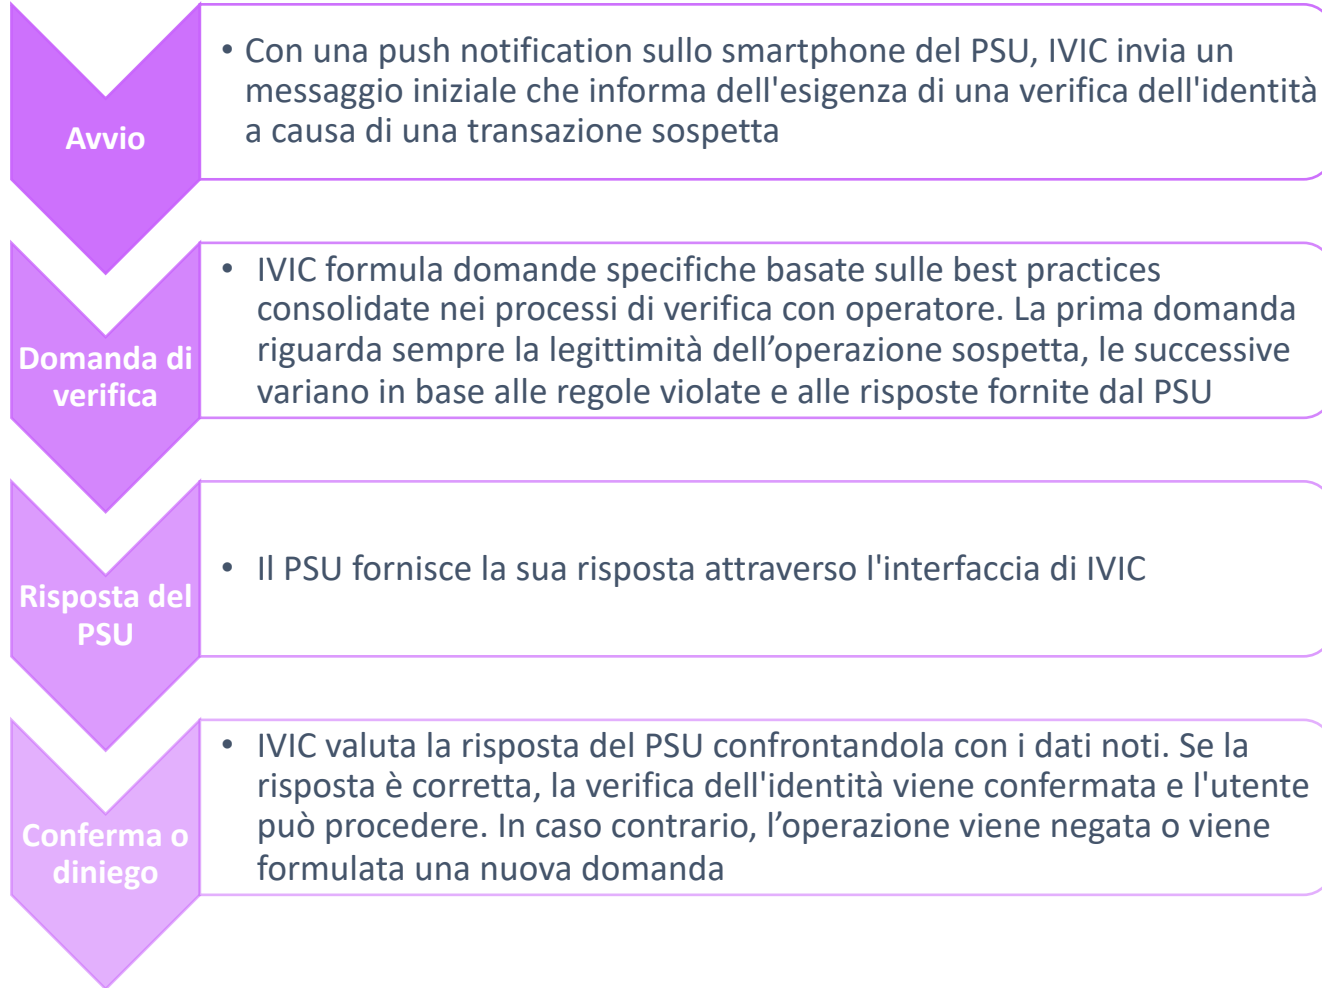 Avvio
• Con una push notification sullo smartphone del PSU, IVIC invia un
messaggio iniziale che informa dell'esigenza di una verifica dell'identità
a causa di una transazione sospetta
Domanda di
verifica
• IVIC formula domande specifiche basate sulle best practices
consolidate nei processi di verifica con operatore. La prima domanda
riguarda sempre la legittimità dell’operazione sospetta, le successive
variano in base alle regole violate e alle risposte fornite dal PSU
Risposta del
PSU
• Il PSU fornisce la sua risposta attraverso l'interfaccia di IVIC
Conferma o
diniego
• IVIC valuta la risposta del PSU confrontandola con i dati noti. Se la
risposta è corretta, la verifica dell'identità viene confermata e l'utente
può procedere. In caso contrario, l’operazione viene negata o viene
formulata una nuova domanda